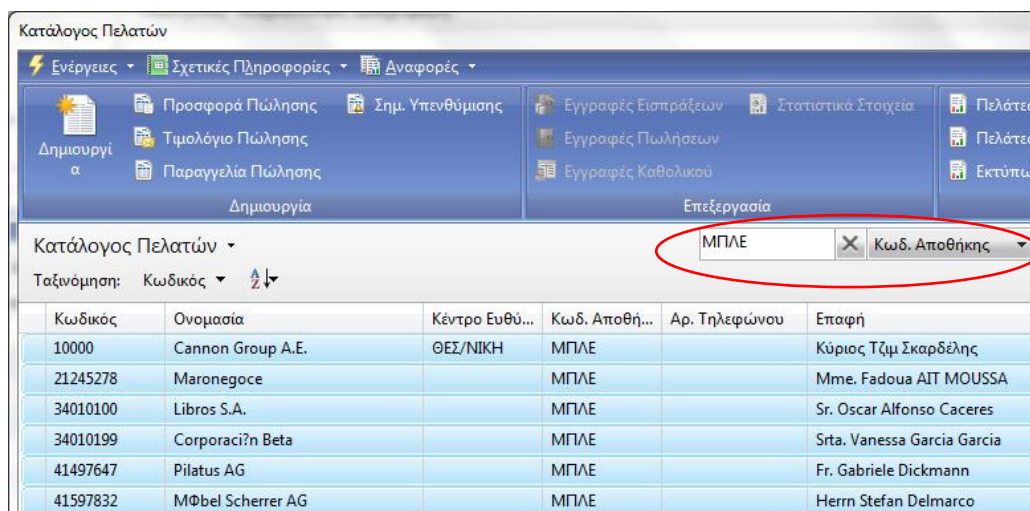 Κατάλογος Πελατών
Ενέργειες Σχετικές Πληροφορίες Αναφορές
Δημιουργί
α
Προσφορά Πώλησης Σημ. Υπενθύμισης
Τιμολόγιο Πώλησης
Παραγγελία Πώλησης
Δημιουργία
Εγγραφές Εισπράξεων Στατιστικά Στοιχεία
Εγγραφές Πωλήσεων
Εγγραφές Καθολικού
Επεξεργασία
Πελάτες
Πελάτες
Εκτύπω
Κατάλογος Πελατών ΜΠΛΕ Κωδ. Αποθήκης
Ταξινόμηση: Κωδικός
Κωδικός Ονομασία Κέντρο Ευθύ... Κωδ. Αποθή... Αρ. Τηλεφώνου Επαφή
10000 Cannon Group A.E. ΘΕΣ/ΝΙΚΗ ΜΠΛΕ Κύριος Τζιμ Σκαρδέλης
21245278 Maronegoce ΜΠΛΕ Mme. Fadoua AIT MOUSSA
34010100 Libros S.A. ΜΠΛΕ Sr. Oscar Alfonso Caceres
34010199 Corporaci?n Beta ΜΠΛΕ Srta. Vanessa Garcia Garcia
41497647 Pilatus AG ΜΠΛΕ Fr. Gabriele Dickmann
41597832 MΦbel Scherrer AG ΜΠΛΕ Herrn Stefan Delmarco